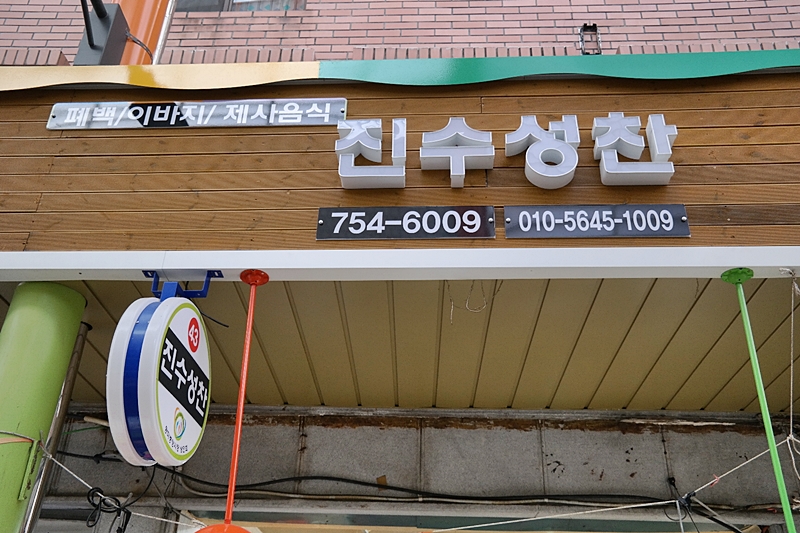 폐백/이바지/ 제사음식
진수성찬
754-6009
010-5645-1009
43
진수성찬